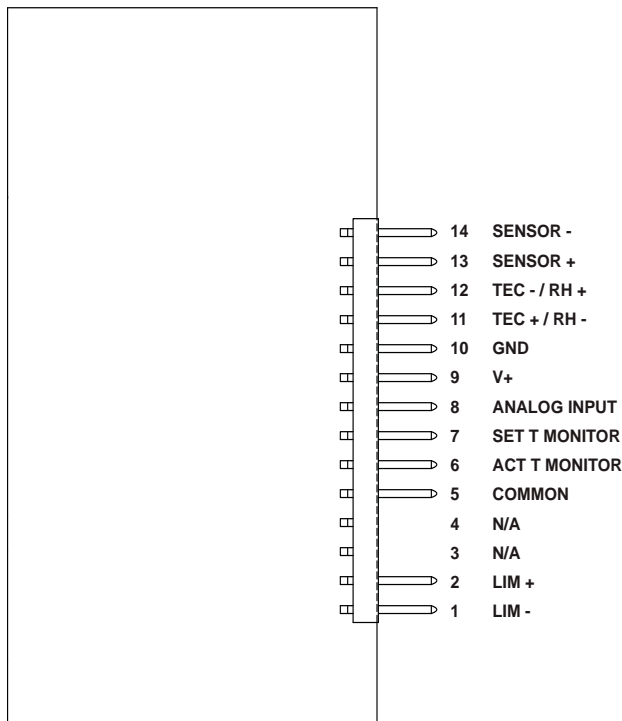 14 SENSOR -
13 SENSOR +
12 TEC - / RH +
11 TEC + / RH -
10 GND
9 V+
8 ANALOG INPUT
7 SET T MONITOR
6 ACT T MONITOR
5 COMMON
4 N/A
3 N/A
2 LIM +
1 LIM -